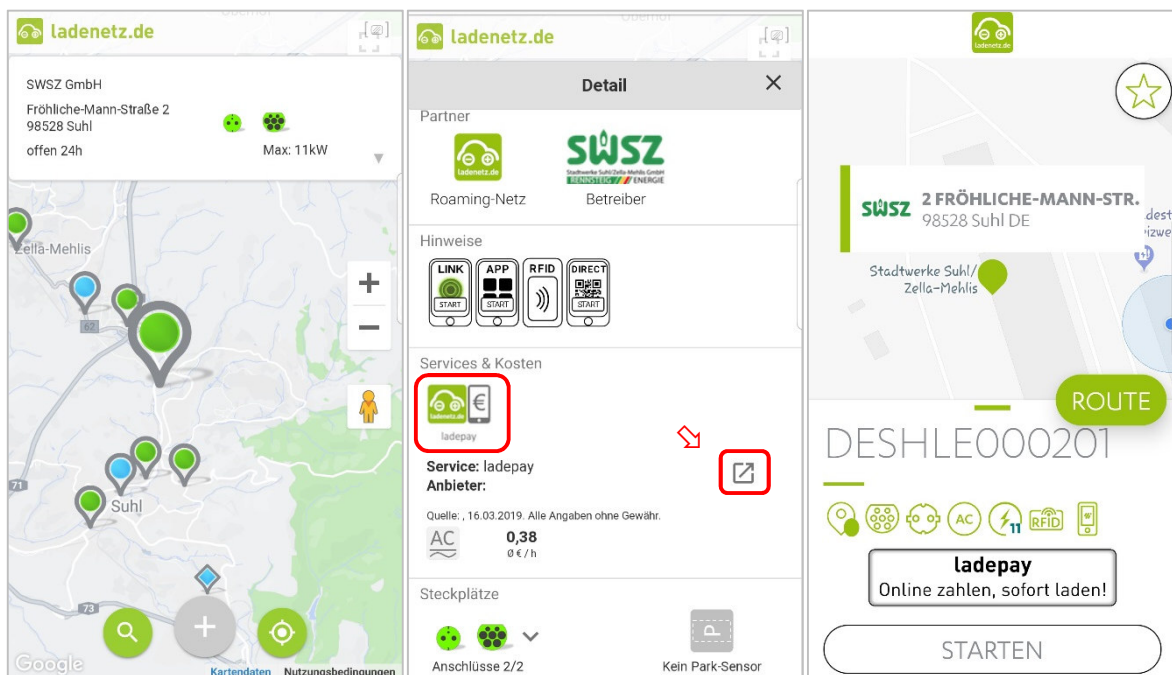 ladenetz.de
SWSZ GmbH
Fröhliche-Mann-Straße 2
98528 Suhl
offen 24h
Max: 11kW
Zella-Mehlis
62
71
Suhl
73
Google
Kartendaten
Nutzungsbedingungen
ladenetz.de
Detail
Partner
ladenetz.de
SWSZ
Stadtwerke Suhl/Zella-Mehlis GmbH
RENNSTEIG ENERGIE
Roaming-Netz
Betreiber
Hinweise
LINK
START
APP
START
RFID
DIRECT
START
Services & Kosten
ladenetz.de
€
ladepay
Service: ladepay
Anbieter:
Quelle: , 16.03.2019. Alle Angaben ohne Gewähr.
AC
0,38
Ø € / h
Steckplätze
P
Anschlüsse 2/2
Kein Park-Sensor
ladenetz.de
SWSZ
2 FRÖHLICHE-MANN-STR.
98528 Suhl DE
Stadtwerke Suhl/
Zella-Mehlis
ROUTE
DESHLE000201
AC
11
RFID
ladepay
Online zahlen, sofort laden!
STARTEN